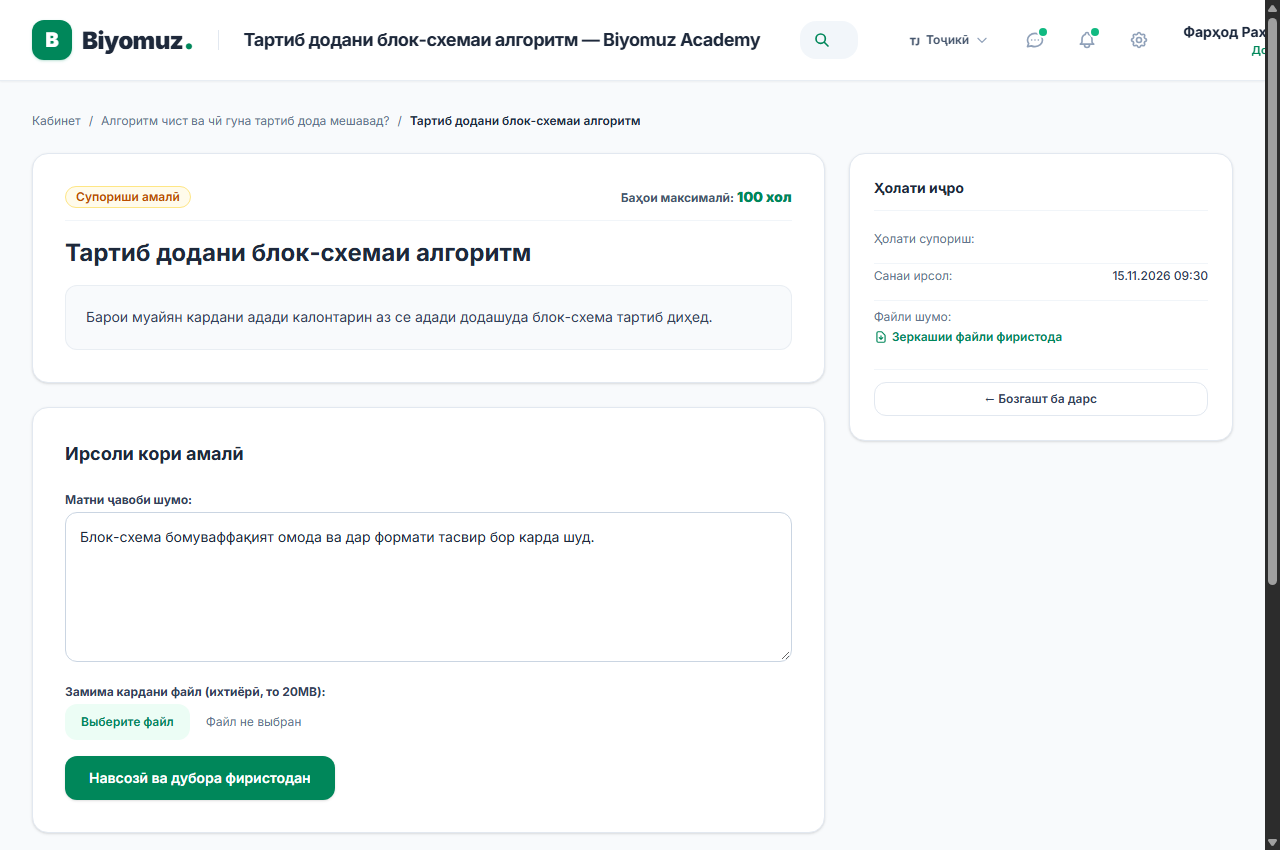 B Biyomuz.
Тартиб додани блок-схемаи алгоритм — Biyomuz Academy
TJ Тоҷикӣ
Фарҳод
Кабинет / Алгоритм чист ва чӣ гуна тартиб дода мешавад? / Тартиб додани блок-схемаи алгоритм
Супориши амалӣ
Баҳои максималӣ: 100 хол
Тартиб додани блок-схемаи алгоритм
Барои муайян кардани адади калонтарин аз се адади додашуда блок-схема тартиб диҳед.
Ирсоли кори амалӣ
Матни ҷавоби шумо:
Блок-схема бомуваффақият омода ва дар формати тасвир бор карда шуд.
Замима кардани файл (ихтиёрӣ, то 20MB):
Выберите файл Файл не выбран
Навсозӣ ва дубора фиристодан
Ҳолати иҷро
Ҳолати супориш:
Санаи ирсол: 15.11.2026 09:30
Файли шумо:
Зеркашии файли фиристода
← Бозгашт ба дарс